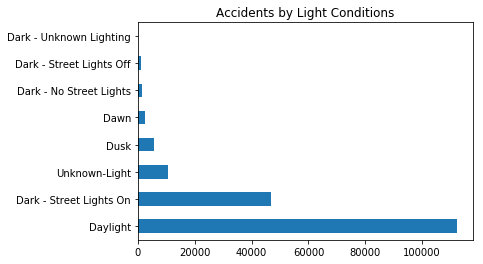 Accidents by Light Conditions
Dark - Unknown Lighting
Dark - Street Lights Off
Dark - No Street Lights
Dawn
Dusk
Unknown-Light
Dark - Street Lights On
Daylight
0 20000 40000 60000 80000 100000